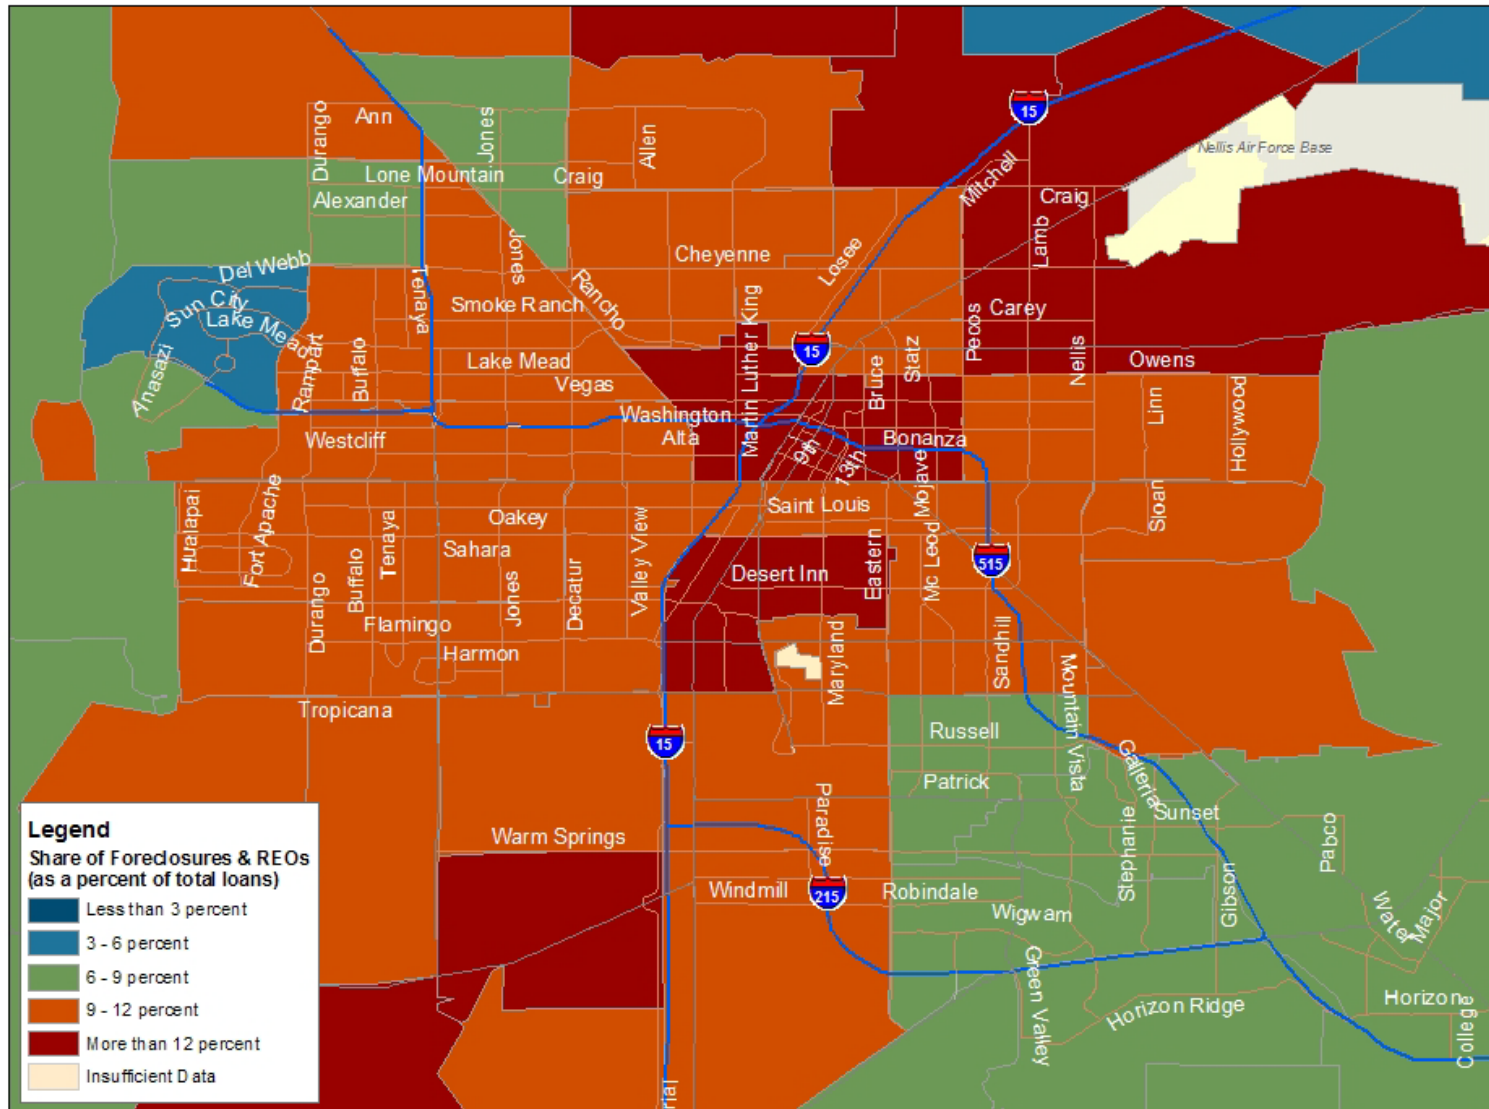 15
Nellis Air Force Base
Ann
Durango
Jones
Allen
Lone Mountain
Craig
Alexander
Mitchell
Craig
Lamb
Del Webb
Tenaya
Jones
Cheyenne
Losee
Sun City
Lake Mead
Smoke Ranch
Rancho
Martin Luther King
Carey
Pecos
Nellis
15
Anasazi
Rampart
Buffalo
Lake Mead
Vegas
Bruce
Statz
Owens
Linn
Hollywood
Washington
Westcliff
Alta
9th
13th
Bonanza
Mojave
Hualapai
Fort Apache
Oakey
Saint Louis
Sloan
Tenaya
Sahara
Valley View
Desert Inn
Eastern
Mc Leod
515
Durango
Buffalo
Jones
Decatur
Flamingo
Harmon
Maryland
Sandhill
Mountain Vista
Tropicana
15
Russell
Galleria
Patrick
Paradise
Sunset
Stephanie
Pabco
Warm Springs
Windmill
215
Robindale
Gibson
Wigwam
Water
Major
Green Valley
Horizon Ridge
Horizon
College
rial
Legend
Share of Foreclosures & REOs
(as a percent of total loans)
Less than 3 percent
3 - 6 percent
6 - 9 percent
9 - 12 percent
More than 12 percent
Insufficient Data